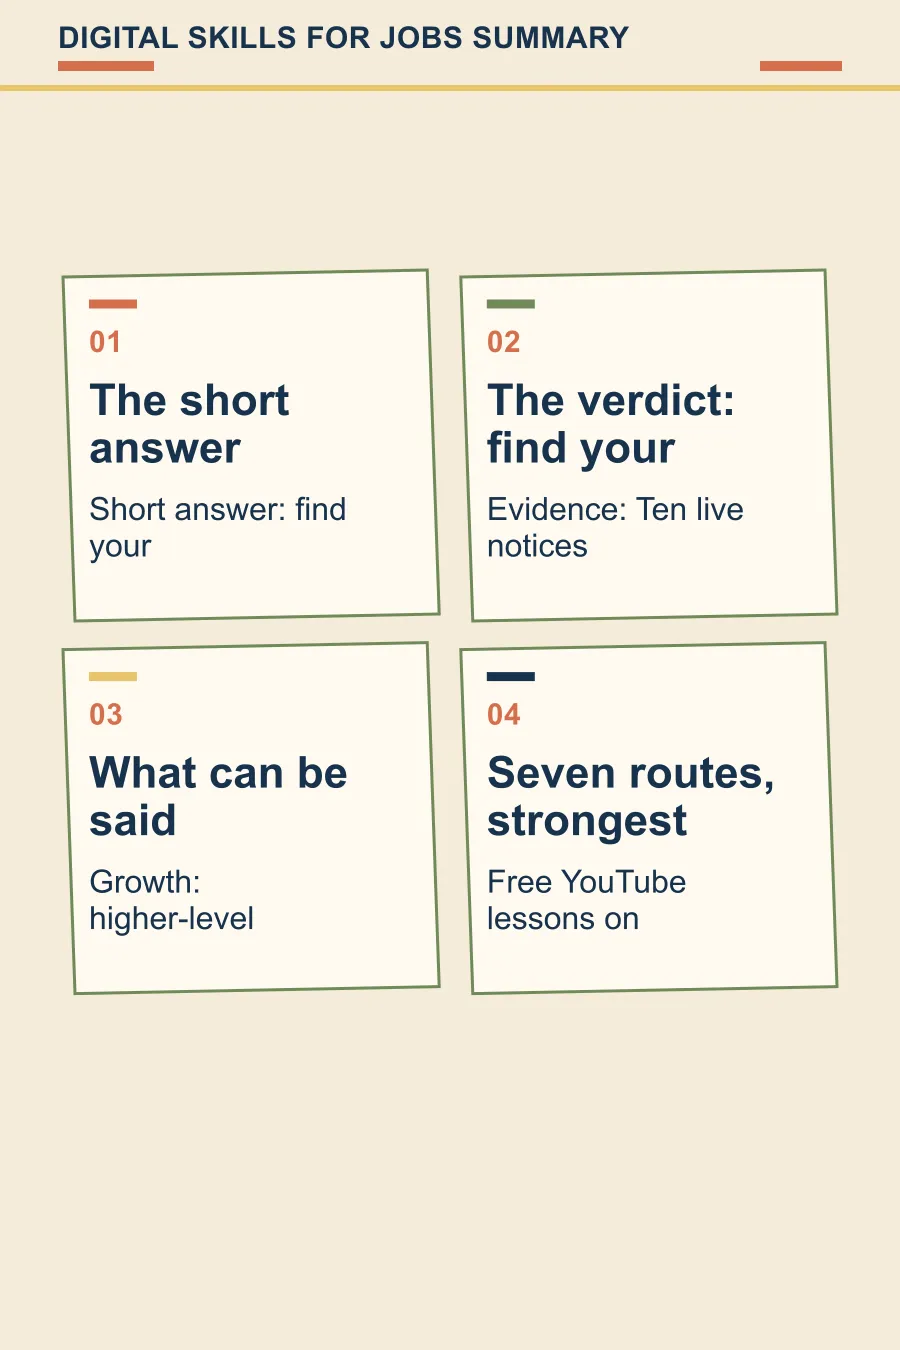 DIGITAL SKILLS FOR JOBS SUMMARY
01
The short
answer
Short answer: find
your
02
The verdict:
find your
Evidence: Ten live
notices
03
What can be
said
Growth:
higher-level
04
Seven routes,
strongest
Free YouTube
lessons on